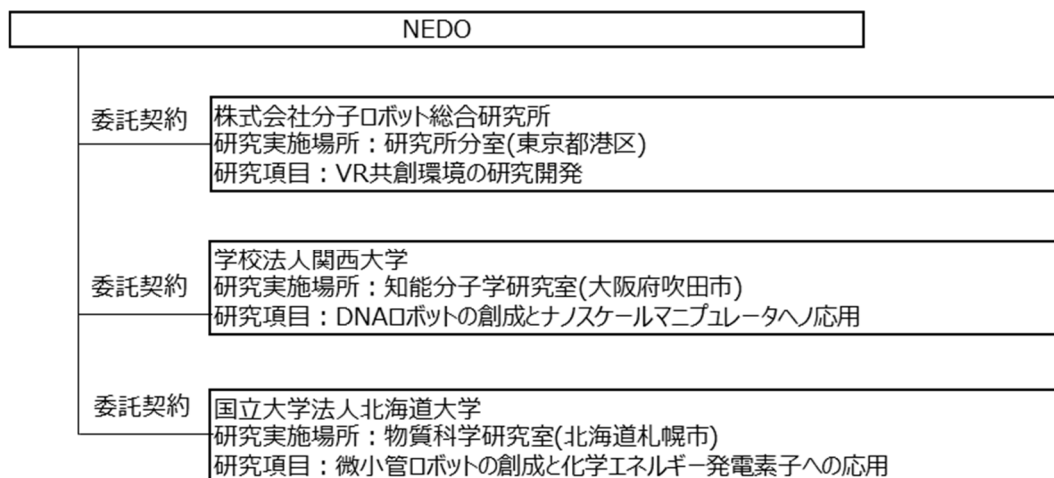 NEDO
委託契約
株式会社分子ロボット総合研究所
研究実施場所：研究所分室(東京都港区)
研究項目：VR共創環境の研究開発
委託契約
学校法人関西大学
研究実施場所：知能分子学研究室(大阪府吹田市)
研究項目：DNAロボットの創成とナノスケールマニプュレータヘノ応用
委託契約
国立大学法人北海道大学
研究実施場所：物質科学研究室(北海道札幌市)
研究項目：微小管ロボットの創成と化学エネルギー発電素子への応用